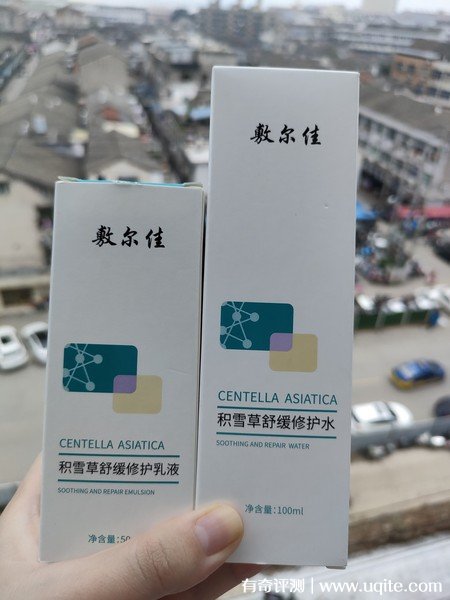 敷尔佳
CENTELLA ASIATICA
积雪草舒缓修护乳液
SOOTHING AND REPAIR EMULSION
净含量:50
敷尔佳
CENTELLA ASIATICA
积雪草舒缓修护水
SOOTHING AND REPAIR WATER
净含量:100ml
有奇评测 | www.uqite.com